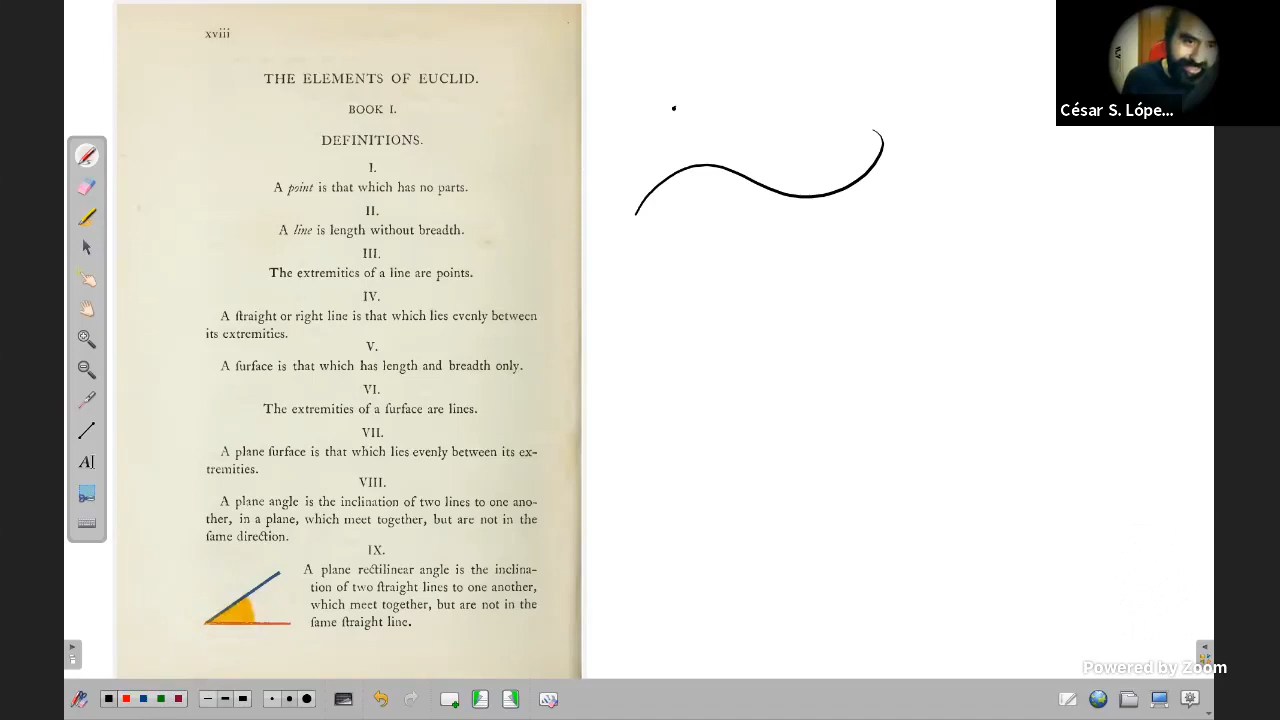 xviii
THE ELEMENTS OF EUCLID.
BOOK I.
DEFINITIONS.
I.
A point is that which has no parts.
II.
A line is length without breadth.
III.
The extremities of a line are points.
IV.
A ſtraight or right line is that which lies evenly between
its extremities.
V.
A ſurface is that which has length and breadth only.
VI.
The extremities of a ſurface are lines.
VII.
A plane ſurface is that which lies evenly between its ex-
tremities.
VIII.
A plane angle is the inclination of two lines to one ano-
ther, in a plane, which meet together, but are not in the
ſame direction.
IX.
A plane rectilinear angle is the inclina-
tion of two ſtraight lines to one another,
which meet together, but are not in the
ſame ſtraight line.
César S. Lópe...
AI
Powered by Zoom